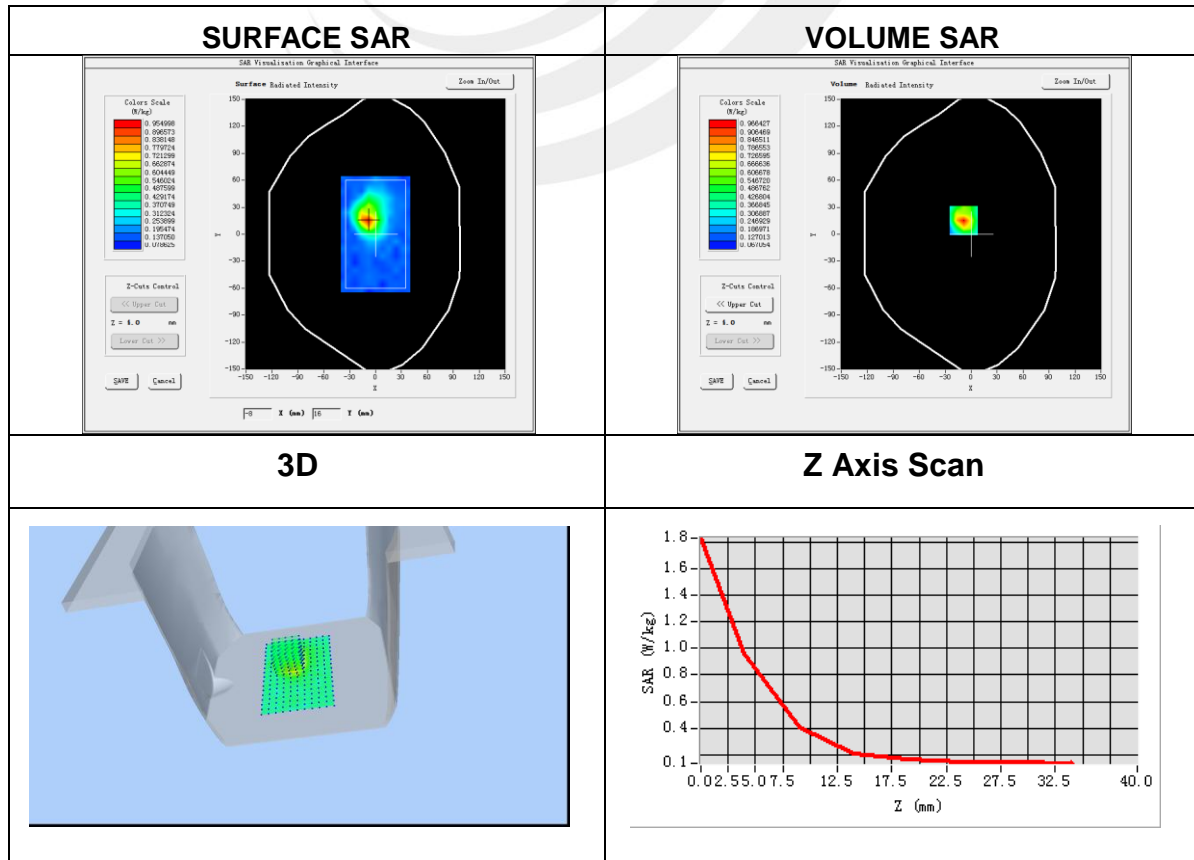 SURFACE SAR
VOLUME SAR
SAR Visualisation Graphical Interface
Surface Radiated Intensity
Zoom In/Out
Colors Scale
(W/kg)
0.954998
0.896573
0.838148
0.779724
0.721299
0.662874
0.604449
0.546024
0.487599
0.429174
0.370749
0.312324
0.253899
0.195474
0.137050
0.078625
Z-Cuts Control
<< Upper Cut
Z = 4.0 mm
Lower Cut >>
SAVE Cancel
150
120
90
60
30
0
-30
-60
-90
-120
-150
Y
-150 -120 -90 -60 -30 0 30 60 90 120 150
X
-8 X (mm) 16 Y (mm)
SAR Visualisation Graphical Interface
Volume Radiated Intensity
Zoom In/Out
Colors Scale
(W/kg)
0.966427
0.906469
0.846511
0.786553
0.726595
0.666636
0.606678
0.546720
0.486762
0.426804
0.366845
0.306887
0.246929
0.186971
0.127013
0.067054
Z-Cuts Control
<< Upper Cut
Z = 4.0 mm
Lower Cut >>
SAVE Cancel
150
120
90
60
30
0
-30
-60
-90
-120
-150
Y
-150 -120 -90 -60 -30 0 30 60 90 120 150
X
3D
Z Axis Scan
1.8
1.6
1.4
1.2
1.0
0.8
0.6
0.4
0.1
SAR (W/kg)
0.0 2.5 5.0 7.5 12.5 17.5 22.5 27.5 32.5 40.0
Z (mm)